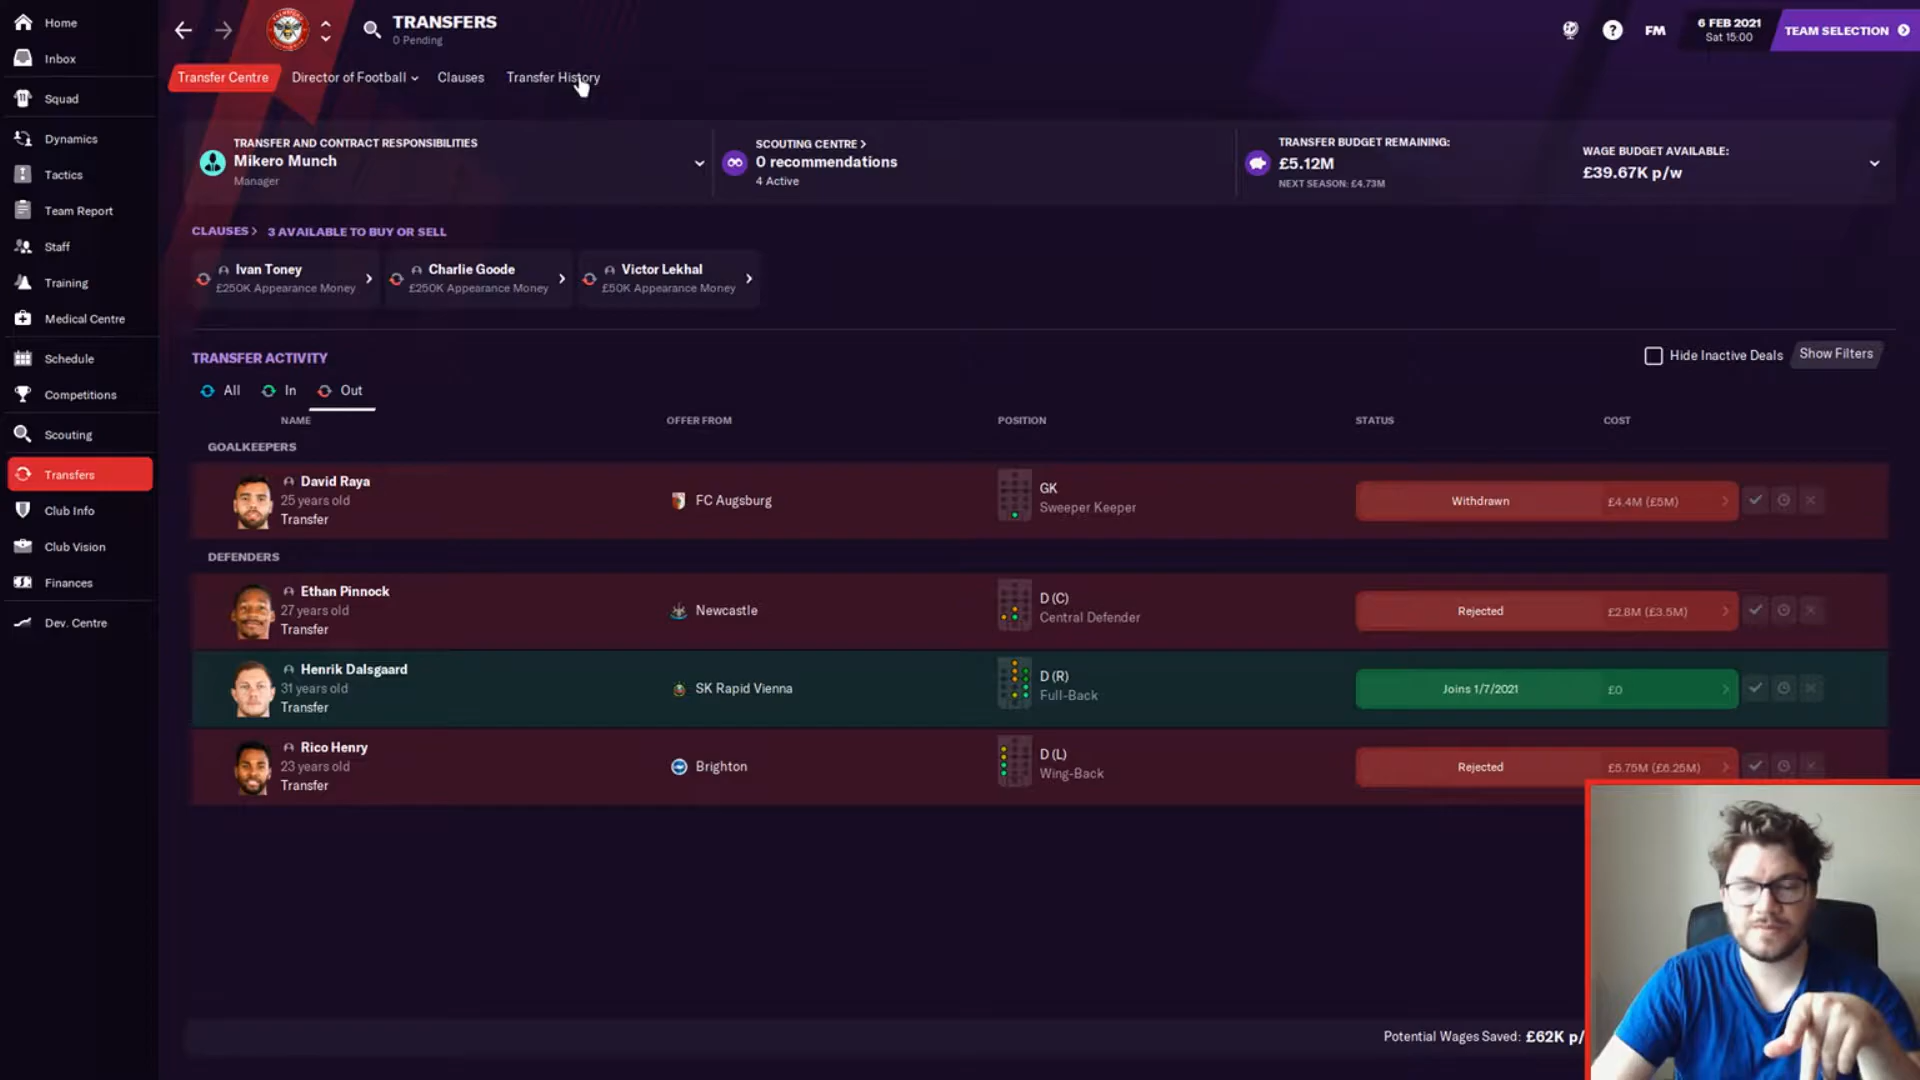 Home
Inbox
Squad
Dynamics
Tactics
Team Report
Staff
Training
Medical Centre
Schedule
Competitions
Scouting
Transfers
Club Info
Club Vision
Finances
Dev. Centre
TRANSFERS
0 Pending
FM
6 FEB 2021
Sat 15:00
TEAM SELECTION
Transfer Centre
Director of Football
Clauses
Transfer History
TRANSFER AND CONTRACT RESPONSIBILITIES
Mikero Munch
Manager
SCOUTING CENTRE >
0 recommendations
4 Active
TRANSFER BUDGET REMAINING:
£5.12M
NEXT SEASON: £4.73M
WAGE BUDGET AVAILABLE:
£39.67K p/w
CLAUSES > 3 AVAILABLE TO BUY OR SELL
Ivan Toney
£250K Appearance Money
Charlie Goode
£250K Appearance Money
Victor Lekhal
£50K Appearance Money
TRANSFER ACTIVITY
Hide Inactive Deals
Show Filters
All In Out
NAME OFFER FROM POSITION STATUS COST
GOALKEEPERS
David Raya
25 years old
Transfer
FC Augsburg
GK
Sweeper Keeper
Withdrawn
£4.4M (£5M)
DEFENDERS
Ethan Pinnock
27 years old
Transfer
Newcastle
D (C)
Central Defender
Rejected
£2.8M (£3.5M)
Henrik Dalsgaard
31 years old
Transfer
SK Rapid Vienna
D (R)
Full-Back
Joins 1/7/2021
£0
Rico Henry
23 years old
Transfer
Brighton
D (L)
Wing-Back
Rejected
£5.75M (£6.25M)
Potential Wages Saved: £62K p/